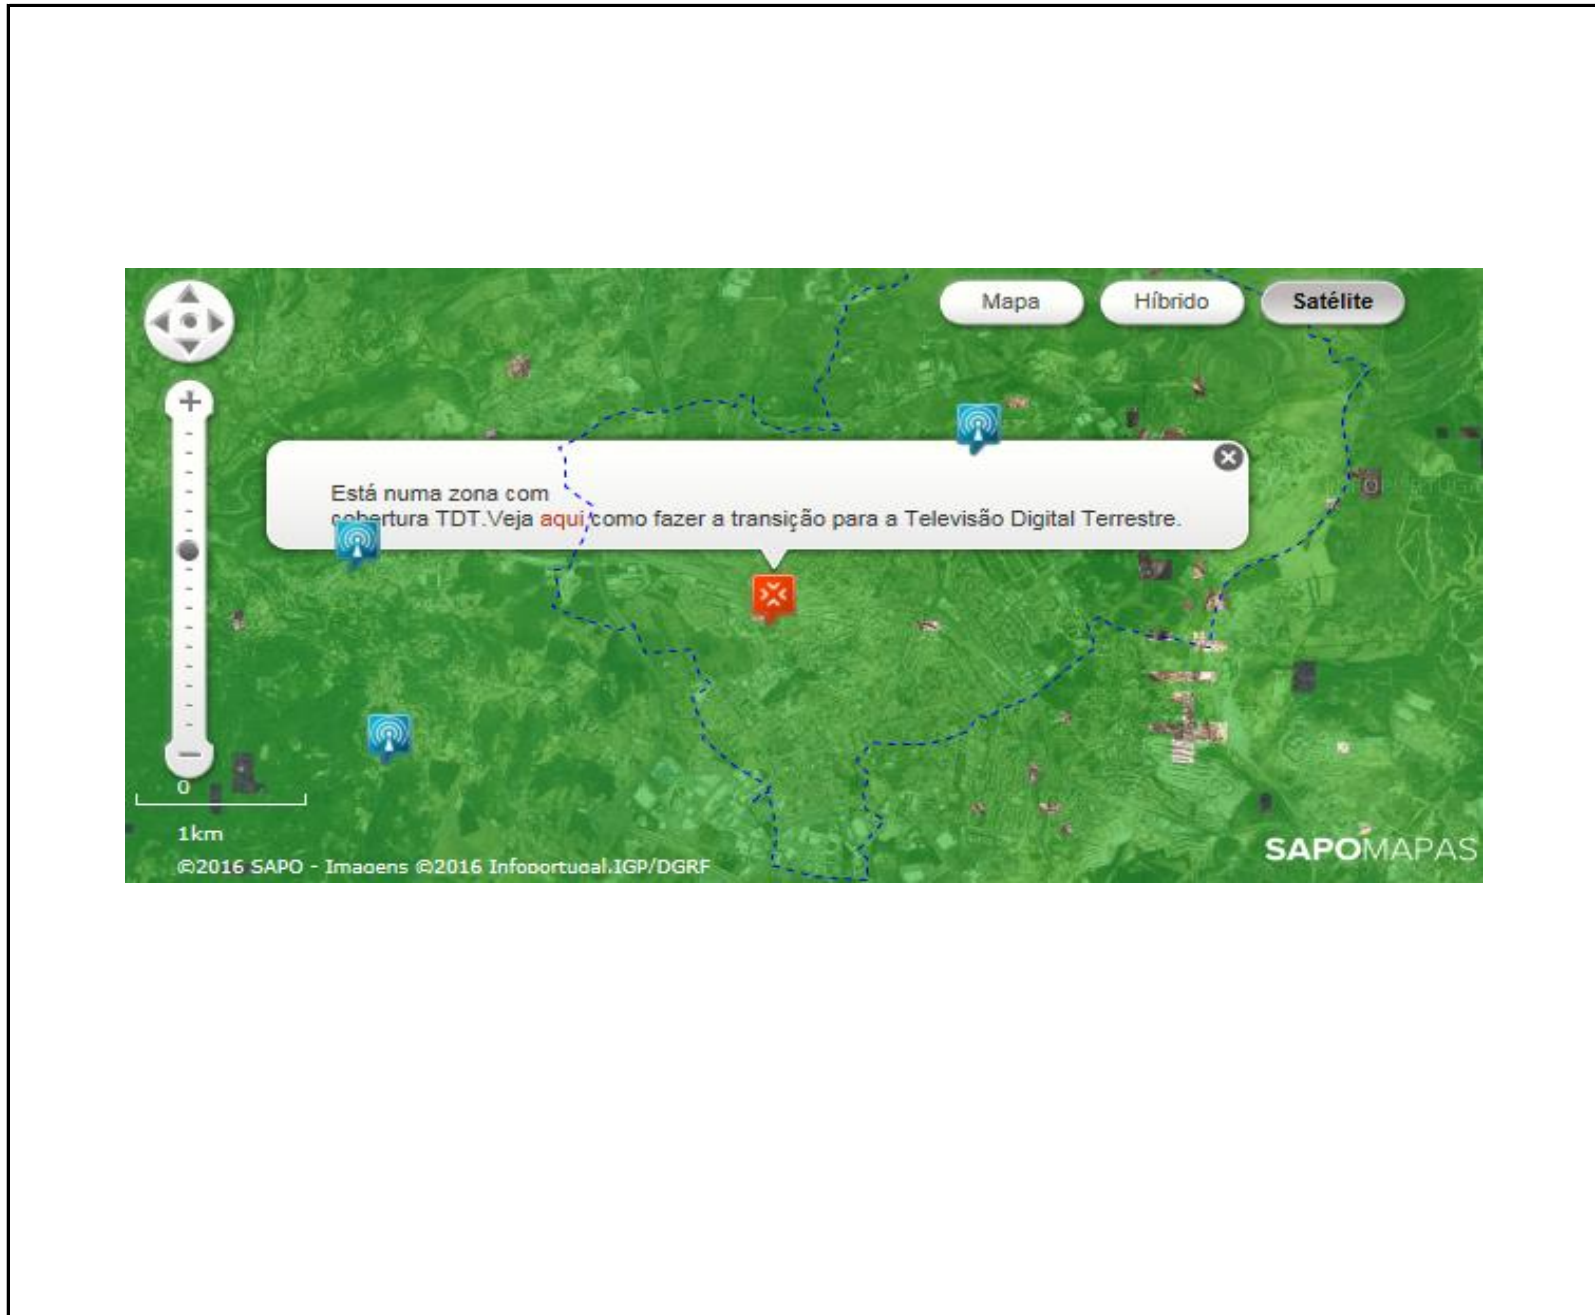 Mapa
Híbrido
Satélite
Está numa zona com
cobertura TDT.Veja aqui como fazer a transição para a Televisão Digital Terrestre.
0
1km
©2016 SAPO - Imagens ©2016 Infoportugal,IGP/DGRF
SAPOMAPAS